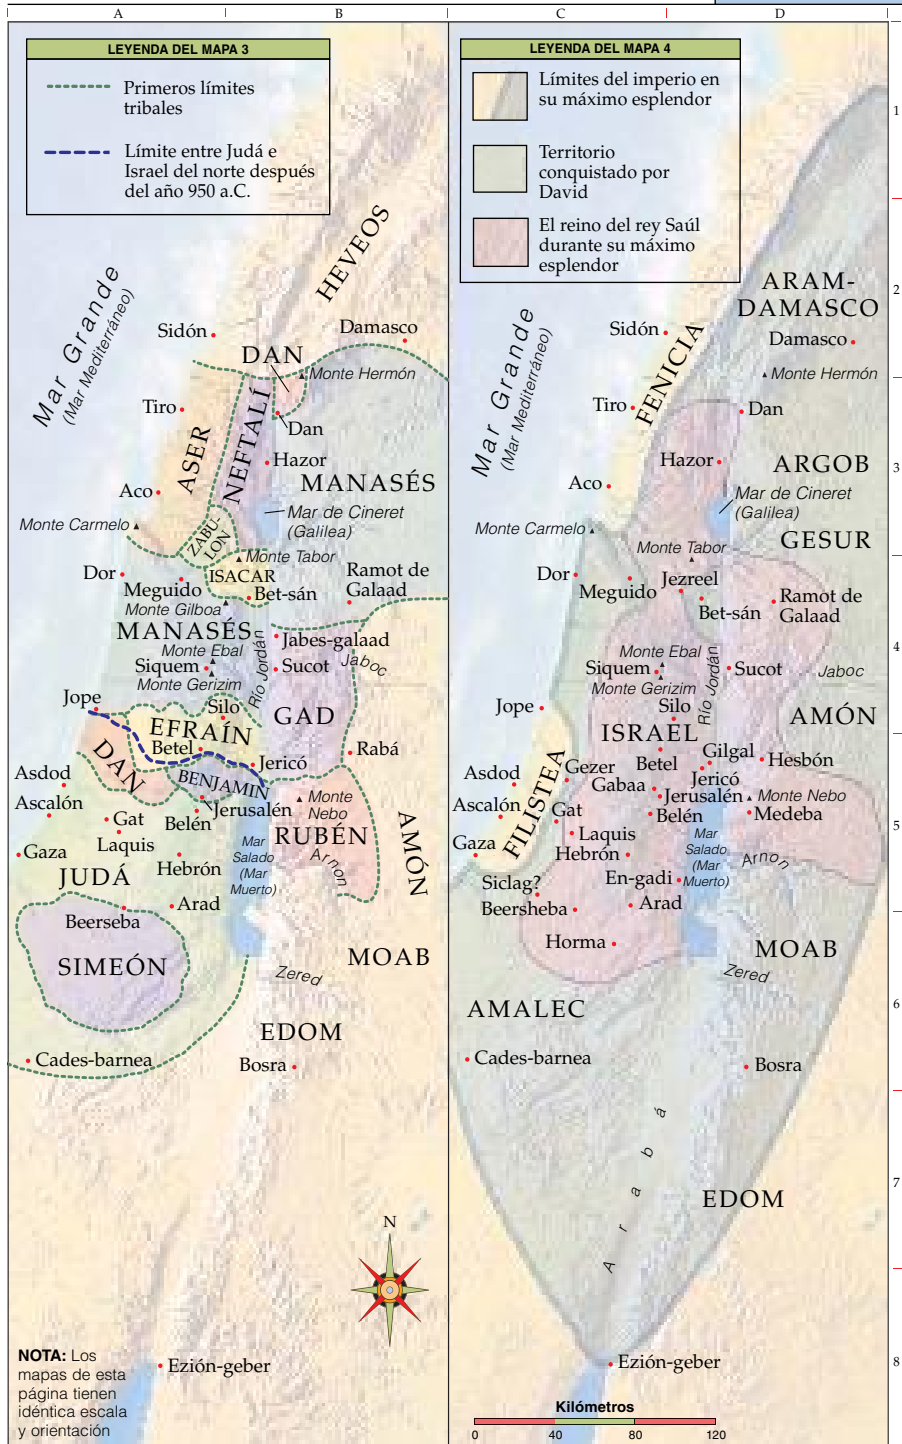 A
B
C
D
LEYENDA DEL MAPA 3
Primeros límites
tribales
Límite entre Judá e
Israel del norte después
del año 950 a.C.
HEVEOS
Mar Grande
(Mar Mediterráneo)
Sidón
Damasco
DAN
Monte Hermón
Tiro
ASER
NEFTALÍ
Dan
Hazor
MANASÉS
Aco
Mar de Cineret
(Galilea)
Monte Carmelo
ZABU-
LÓN
Monte Tabor
Dor
ISACAR
Ramot de
Galaad
Meguido
Bet-sán
Monte Gilboa
MANASÉS
Jabes-galaad
Monte Ebal
Siquem
Río Jordán
Sucot
Jaboc
Monte Gerizim
Jope
Silo
GAD
EFRAÍN
Betel
Rabá
DAN
Jericó
Asdod
BENJAMIN
Ascalón
Jerusalén
Monte
Nebo
Gat
Belén
RUBÉN
Laquis
Mar
Salado
(Mar
Muerto)
Gaza
Hebrón
Arnon
AMÓN
JUDÁ
Arad
Beerseba
SIMEÓN
MOAB
Zered
EDOM
Cades-barnea
Bosra
N
NOTA: Los
mapas de esta
página tienen
idéntica escala
y orientación
Ezión-geber
LEYENDA DEL MAPA 4
Límites del imperio en
su máximo esplendor
Territorio
conquistado por
David
El reino del rey Saúl
durante su máximo
esplendor
ARAM-
DAMASCO
Mar Grande
(Mar Mediterráneo)
Sidón
FENICIA
Damasco
Monte Hermón
Tiro
Dan
Hazor
ARGOB
Aco
Mar de Cineret
(Galilea)
Monte Carmelo
GESUR
Monte Tabor
Dor
Jezreel
Meguido
Bet-sán
Ramot de
Galaad
Monte Ebal
Siquem
Río Jordán
Sucot
Jaboc
Monte Gerizim
Jope
Silo
AMÓN
ISRAEL
Gilgal
Betel
Hesbón
FILISTEA
Gezer
Jericó
Asdod
Gabaa
Jerusalén
Monte Nebo
Ascalón
Gat
Belén
Medeba
Laquis
Mar
Salado
(Mar
Muerto)
Gaza
Hebrón
Arnon
Siclag?
En-gadi
Beersheba
Arad
Horma
MOAB
Zered
AMALEC
Cades-barnea
Bosra
Arabá
EDOM
Ezión-geber
Kilómetros
0
40
80
120
1
2
3
4
5
6
7
8